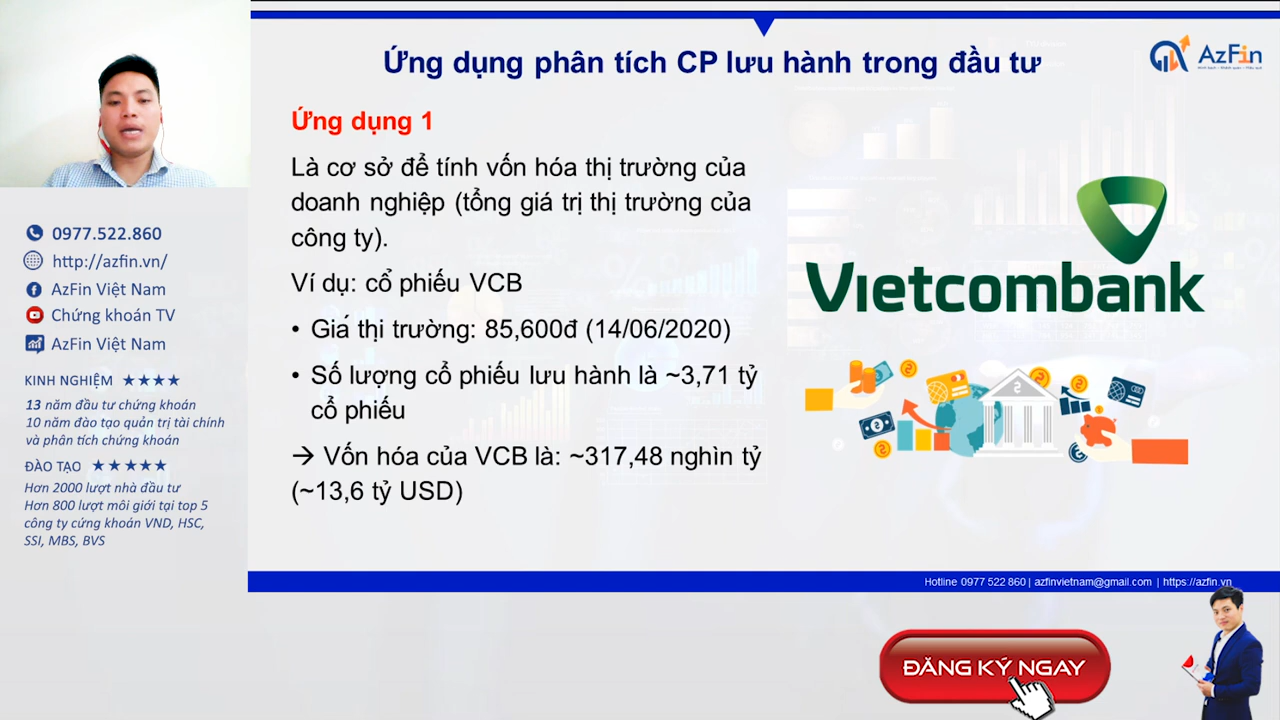 Ứng dụng phân tích CP lưu hành trong đầu tư
AzFin
Ứng dụng 1
Là cơ sở để tính vốn hóa thị trường của
doanh nghiệp (tổng giá trị thị trường của
công ty).
Ví dụ: cổ phiếu VCB
• Giá thị trường: 85,600đ (14/06/2020)
• Số lượng cổ phiếu lưu hành là ~3,71 tỷ
cổ phiếu
→ Vốn hóa của VCB là: ~317,48 nghìn tỷ
(~13,6 tỷ USD)
Vietcombank
0977.522.860
http://azfin.vn/
AzFin Việt Nam
Chứng khoán TV
AzFin Việt Nam
KINH NGHIỆM ★★★★
13 năm đầu tư chứng khoán
10 năm đào tạo quản trị tài chính
và phân tích chứng khoán
ĐÀO TẠO ★★★★★
Hơn 2000 lượt nhà đầu tư
Hơn 800 lượt môi giới tại top 5
công ty cứng khoán VND, HSC,
SSI, MBS, BVS
Hotline 0977 522 860 | azfinvietnam@gmail.com | https://azfin.vn
ĐĂNG KÝ NGAY